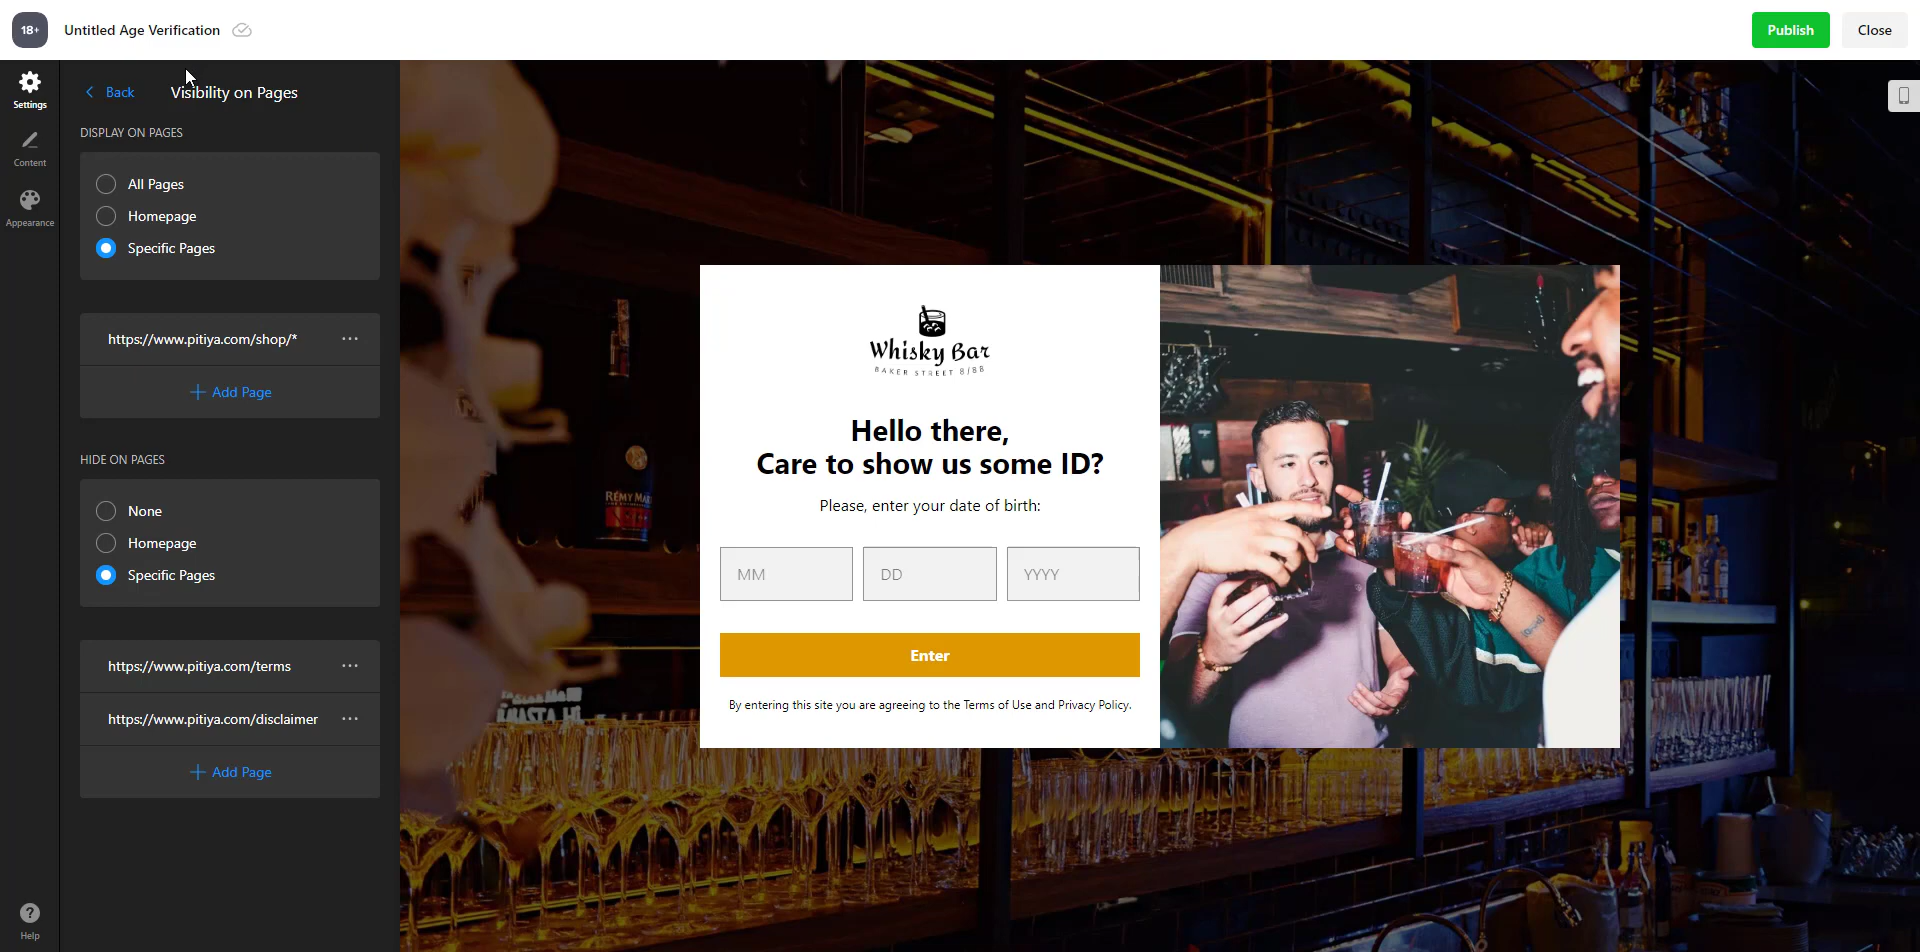 18+
Untitled Age Verification
Publish
Close
Settings
Content
Appearance
Help
Back
Visibility on Pages
DISPLAY ON PAGES
All Pages
Homepage
Specific Pages
https://www.pitiya.com/shop/*
Add Page
HIDE ON PAGES
None
Homepage
Specific Pages
https://www.pitiya.com/terms
https://www.pitiya.com/disclaimer
Add Page
Whisky Bar
BAKER STREET 8/BB
Hello there,
Care to show us some ID?
Please, enter your date of birth:
MM
DD
YYYY
Enter
By entering this site you are agreeing to the Terms of Use and Privacy Policy.